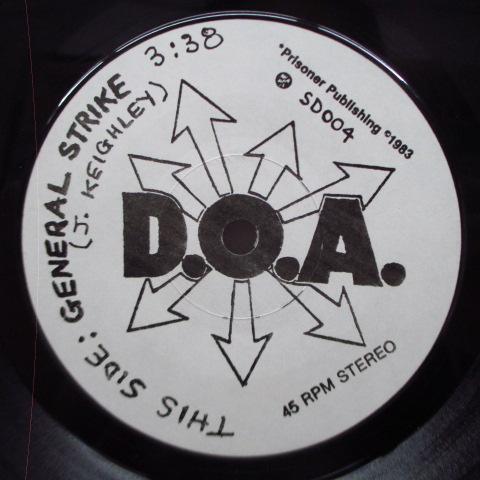 THIS SIDE: GENERAL STRIKE 3:38
(J. KEIGHLEY)
*Prisoner Publishing ©1983
SD004
D.O.A.
45 RPM STEREO